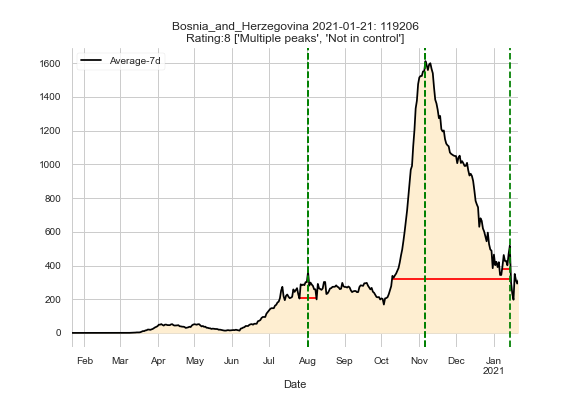 Bosnia_and_Herzegovina 2021-01-21: 119206
Rating:8 ['Multiple peaks', 'Not in control']
Average-7d
1600
1400
1200
1000
800
600
400
200
0
Feb Mar Apr May Jun Jul Aug Sep Oct Nov Dec Jan
2021
Date